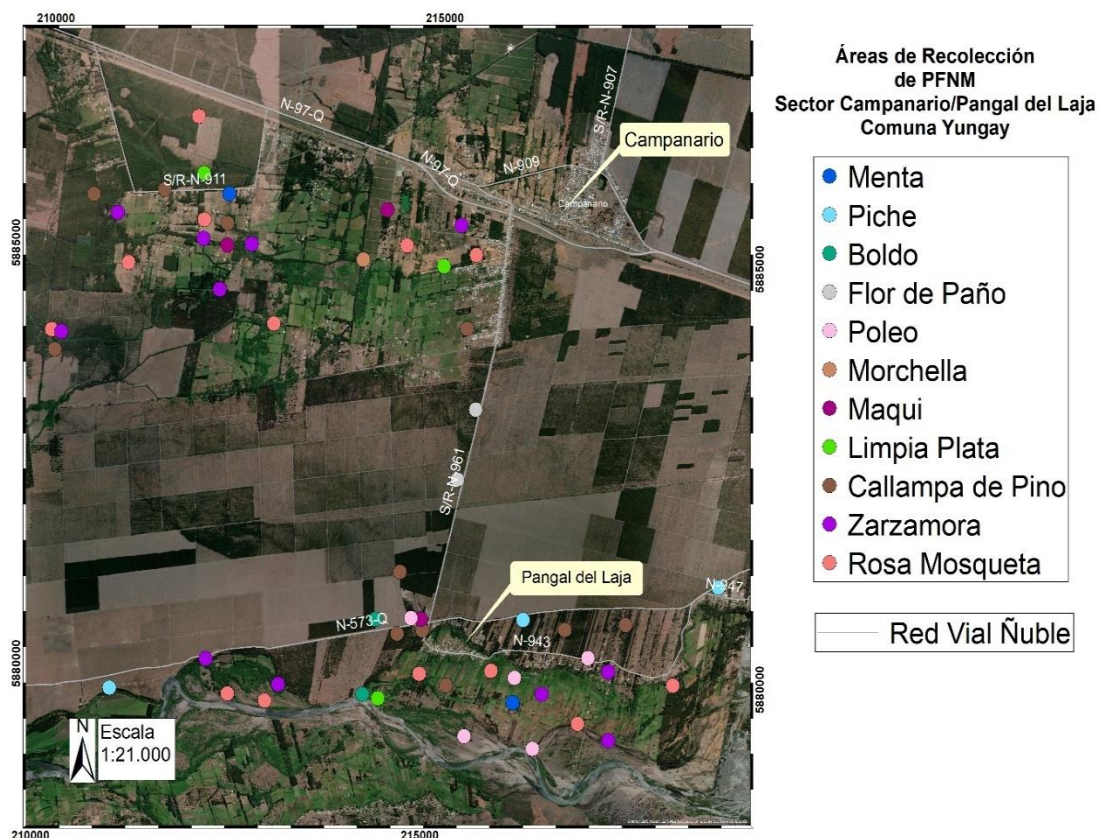 210000
215000
S/R-N-907
N-97-Q
Campanario
N-909
N-97-Q
S/R-N-911
Campanario
5885000
5885000
S/R-N-961
Pangal del Laja
N-947
N-573-Q
N-943
5880000
5880000
N
Escala
1:21.000
210000
215000
Áreas de Recolección
de PFNM
Sector Campanario/Pangal del Laja
Comuna Yungay
Menta
Piche
Boldo
Flor de Paño
Poleo
Morchella
Maqui
Limpia Plata
Callampa de Pino
Zarzamora
Rosa Mosqueta
Red Vial Ñuble